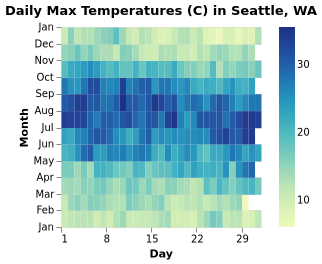 Daily Max Temperatures (C) in Seattle, WA
Jan
Dec
Nov
Oct
Sep
Aug
Jul
Jun
May
Apr
Mar
Feb
Jan
Month
1 8 15 22 29
Day
30
20
10